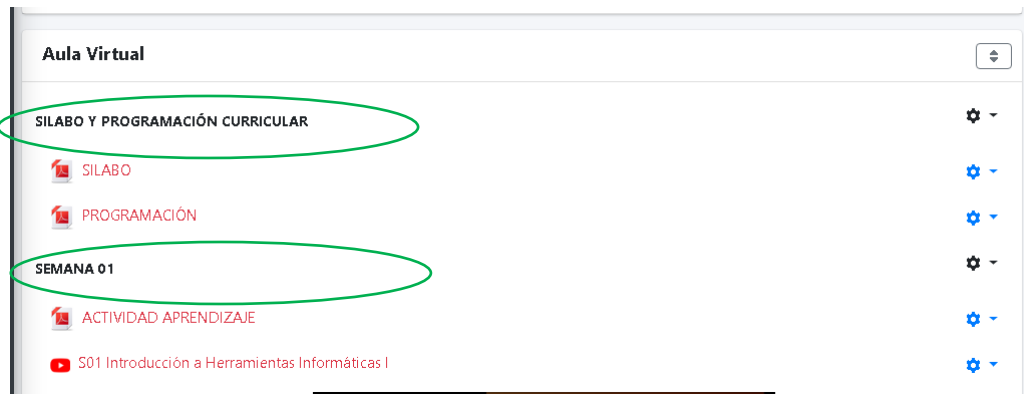 Aula Virtual
SILABO Y PROGRAMACIÓN CURRICULAR
SILABO
PROGRAMACIÓN
SEMANA 01
ACTIVIDAD APRENDIZAJE
S01 Introducción a Herramientas Informáticas I